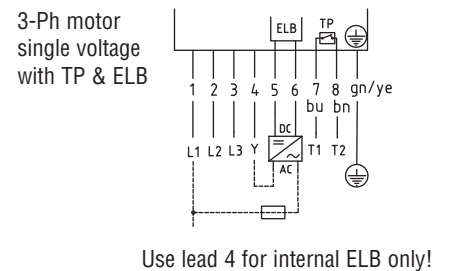 3-Ph motor
single voltage
with TP & ELB
ELB
TP
1 2 3 4 5 6 7 8 gn/ye
bu bn
DC
L1 L2 L3 Y = ~ T1 T2
AC
Use lead 4 for internal ELB only!